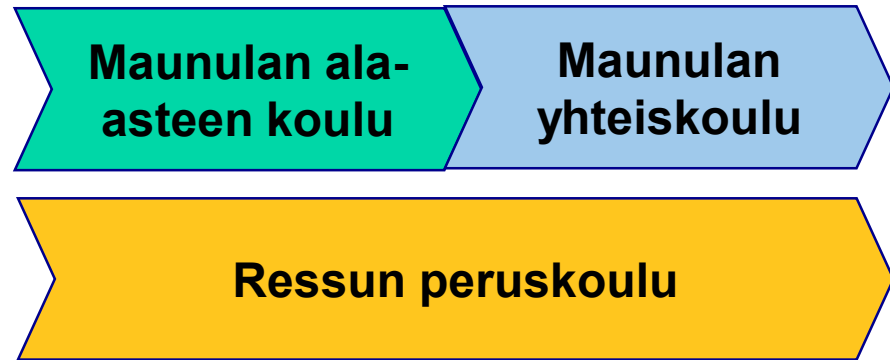 Maunulan ala-
asteen koulu
Maunulan
yhteiskoulu
Ressun peruskoulu